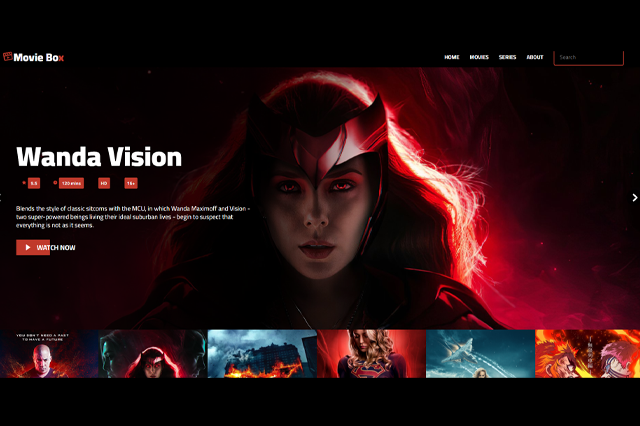 Movie Box
HOME MOVIES SERIES ABOUT
Search
Wanda Vision
120 mins HD 16+
Blends the style of classic sitcoms with the MCU, in which Wanda Maximoff and Vision -
two super-powered beings living their ideal suburban lives - begin to suspect that
everything is not as it seems.
WATCH NOW
YOU DON'T NEED A PAST
TO HAVE A FUTURE